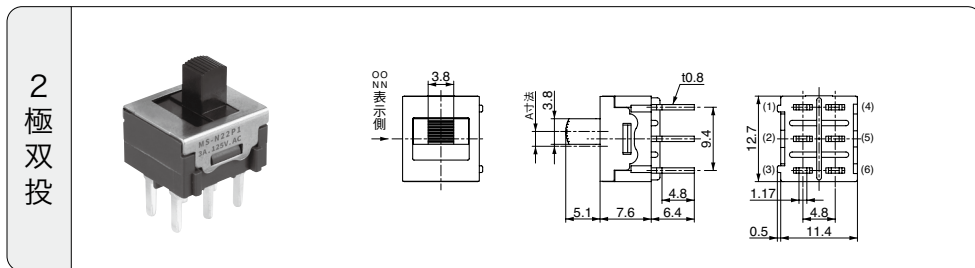 2極双投
MS-N22P1
3A.125V.AC
ON
ON
表示側
3.8
A寸法
3.8
t0.8
9.4
4.8
5.1
7.6
6.4
(1)
(4)
12.7
(2)
(5)
(3)
(6)
1.17
4.8
0.5
11.4